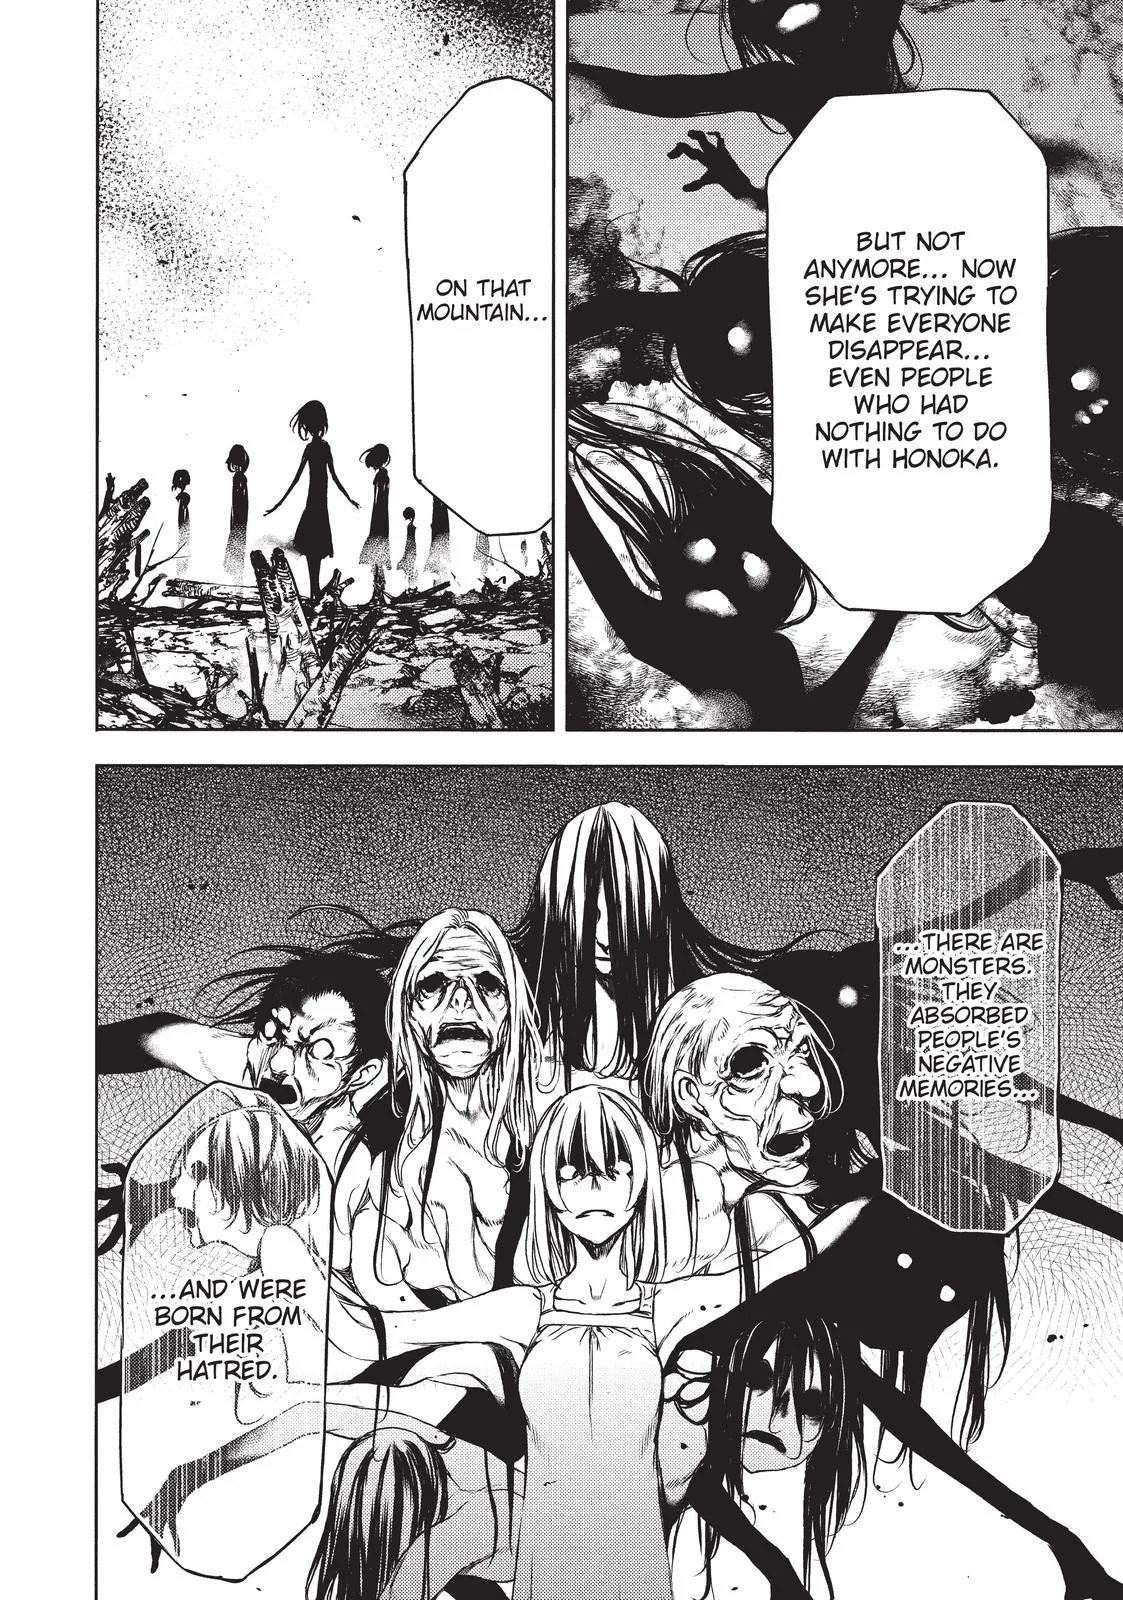 BUT NOT
ANYMORE... NOW
SHE'S TRYING TO
MAKE EVERYONE
DISAPPEAR...
EVEN PEOPLE
WHO HAD
NOTHING TO DO
WITH HONOKA.
ON THAT
MOUNTAIN...
...THERE ARE
MONSTERS.
THEY
ABSORBED
PEOPLE'S
NEGATIVE
MEMORIES...
...AND WERE
BORN FROM
THEIR
HATRED.